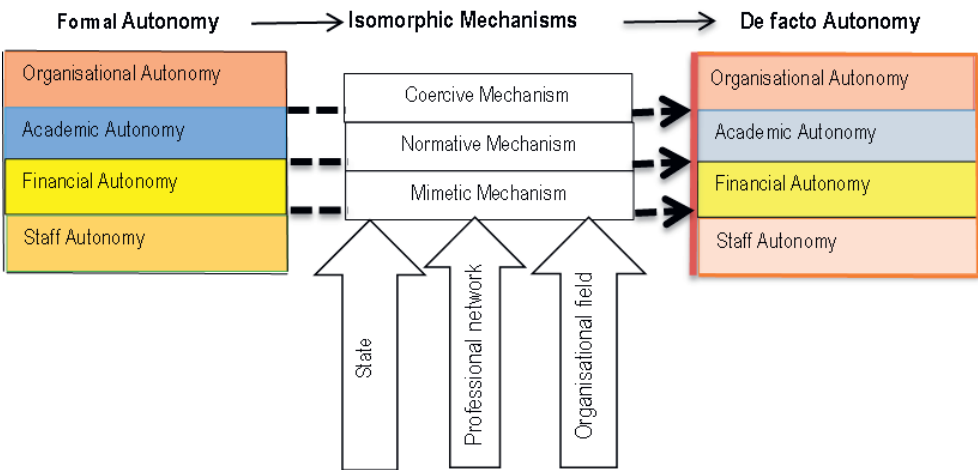 Formal Autonomy
Isomorphic Mechanisms
De facto Autonomy
Organisational Autonomy
Academic Autonomy
Financial Autonomy
Staff Autonomy
Coercive Mechanism
Normative Mechanism
Mimetic Mechanism
State
Professional network
Organisational field
Organisational Autonomy
Academic Autonomy
Financial Autonomy
Staff Autonomy